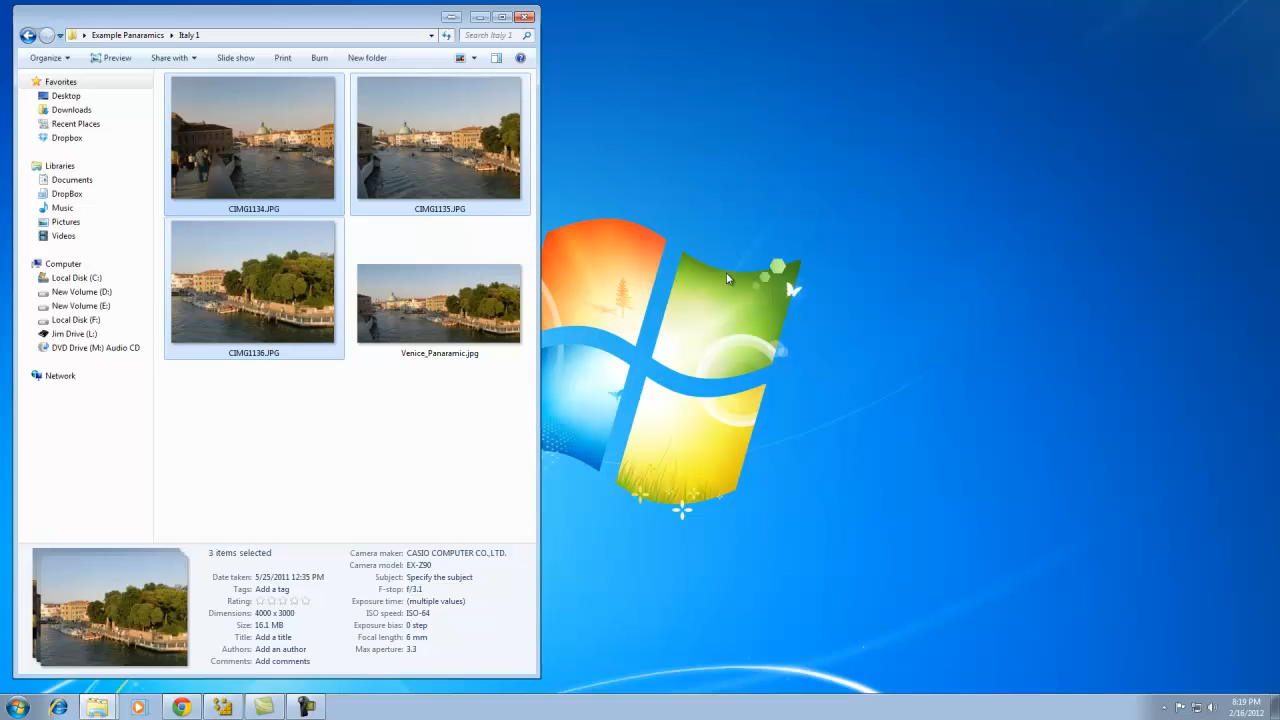 Example Panaramics
Italy 1
Search Italy 1
Organize
Preview
Share with
Slide show
Print
Burn
New folder
Favorites
Desktop
Downloads
Recent Places
Dropbox
Libraries
Documents
DropBox
Music
Pictures
Videos
Computer
Local Disk (C:)
New Volume (D:)
New Volume (E:)
Local Disk (F:)
Jim Drive (L:)
DVD Drive (M:) Audio CD
Network
CIMG1134.JPG
CIMG1135.JPG
CIMG1136.JPG
Venice_Panaramic.jpg
3 items selected
Date taken: 5/25/2011 12:35 PM
Tags: Add a tag
Rating:
Dimensions: 4000 x 3000
Size: 16.1 MB
Title: Add a title
Authors: Add an author
Comments: Add comments
Camera maker: CASIO COMPUTER CO.,LTD.
Camera model: EX-Z90
Subject: Specify the subject
F-stop: f/3.1
Exposure time: (multiple values)
ISO speed: ISO-64
Exposure bias: 0 step
Focal length: 6 mm
Max aperture: 3.3
8:19 PM
2/16/2012